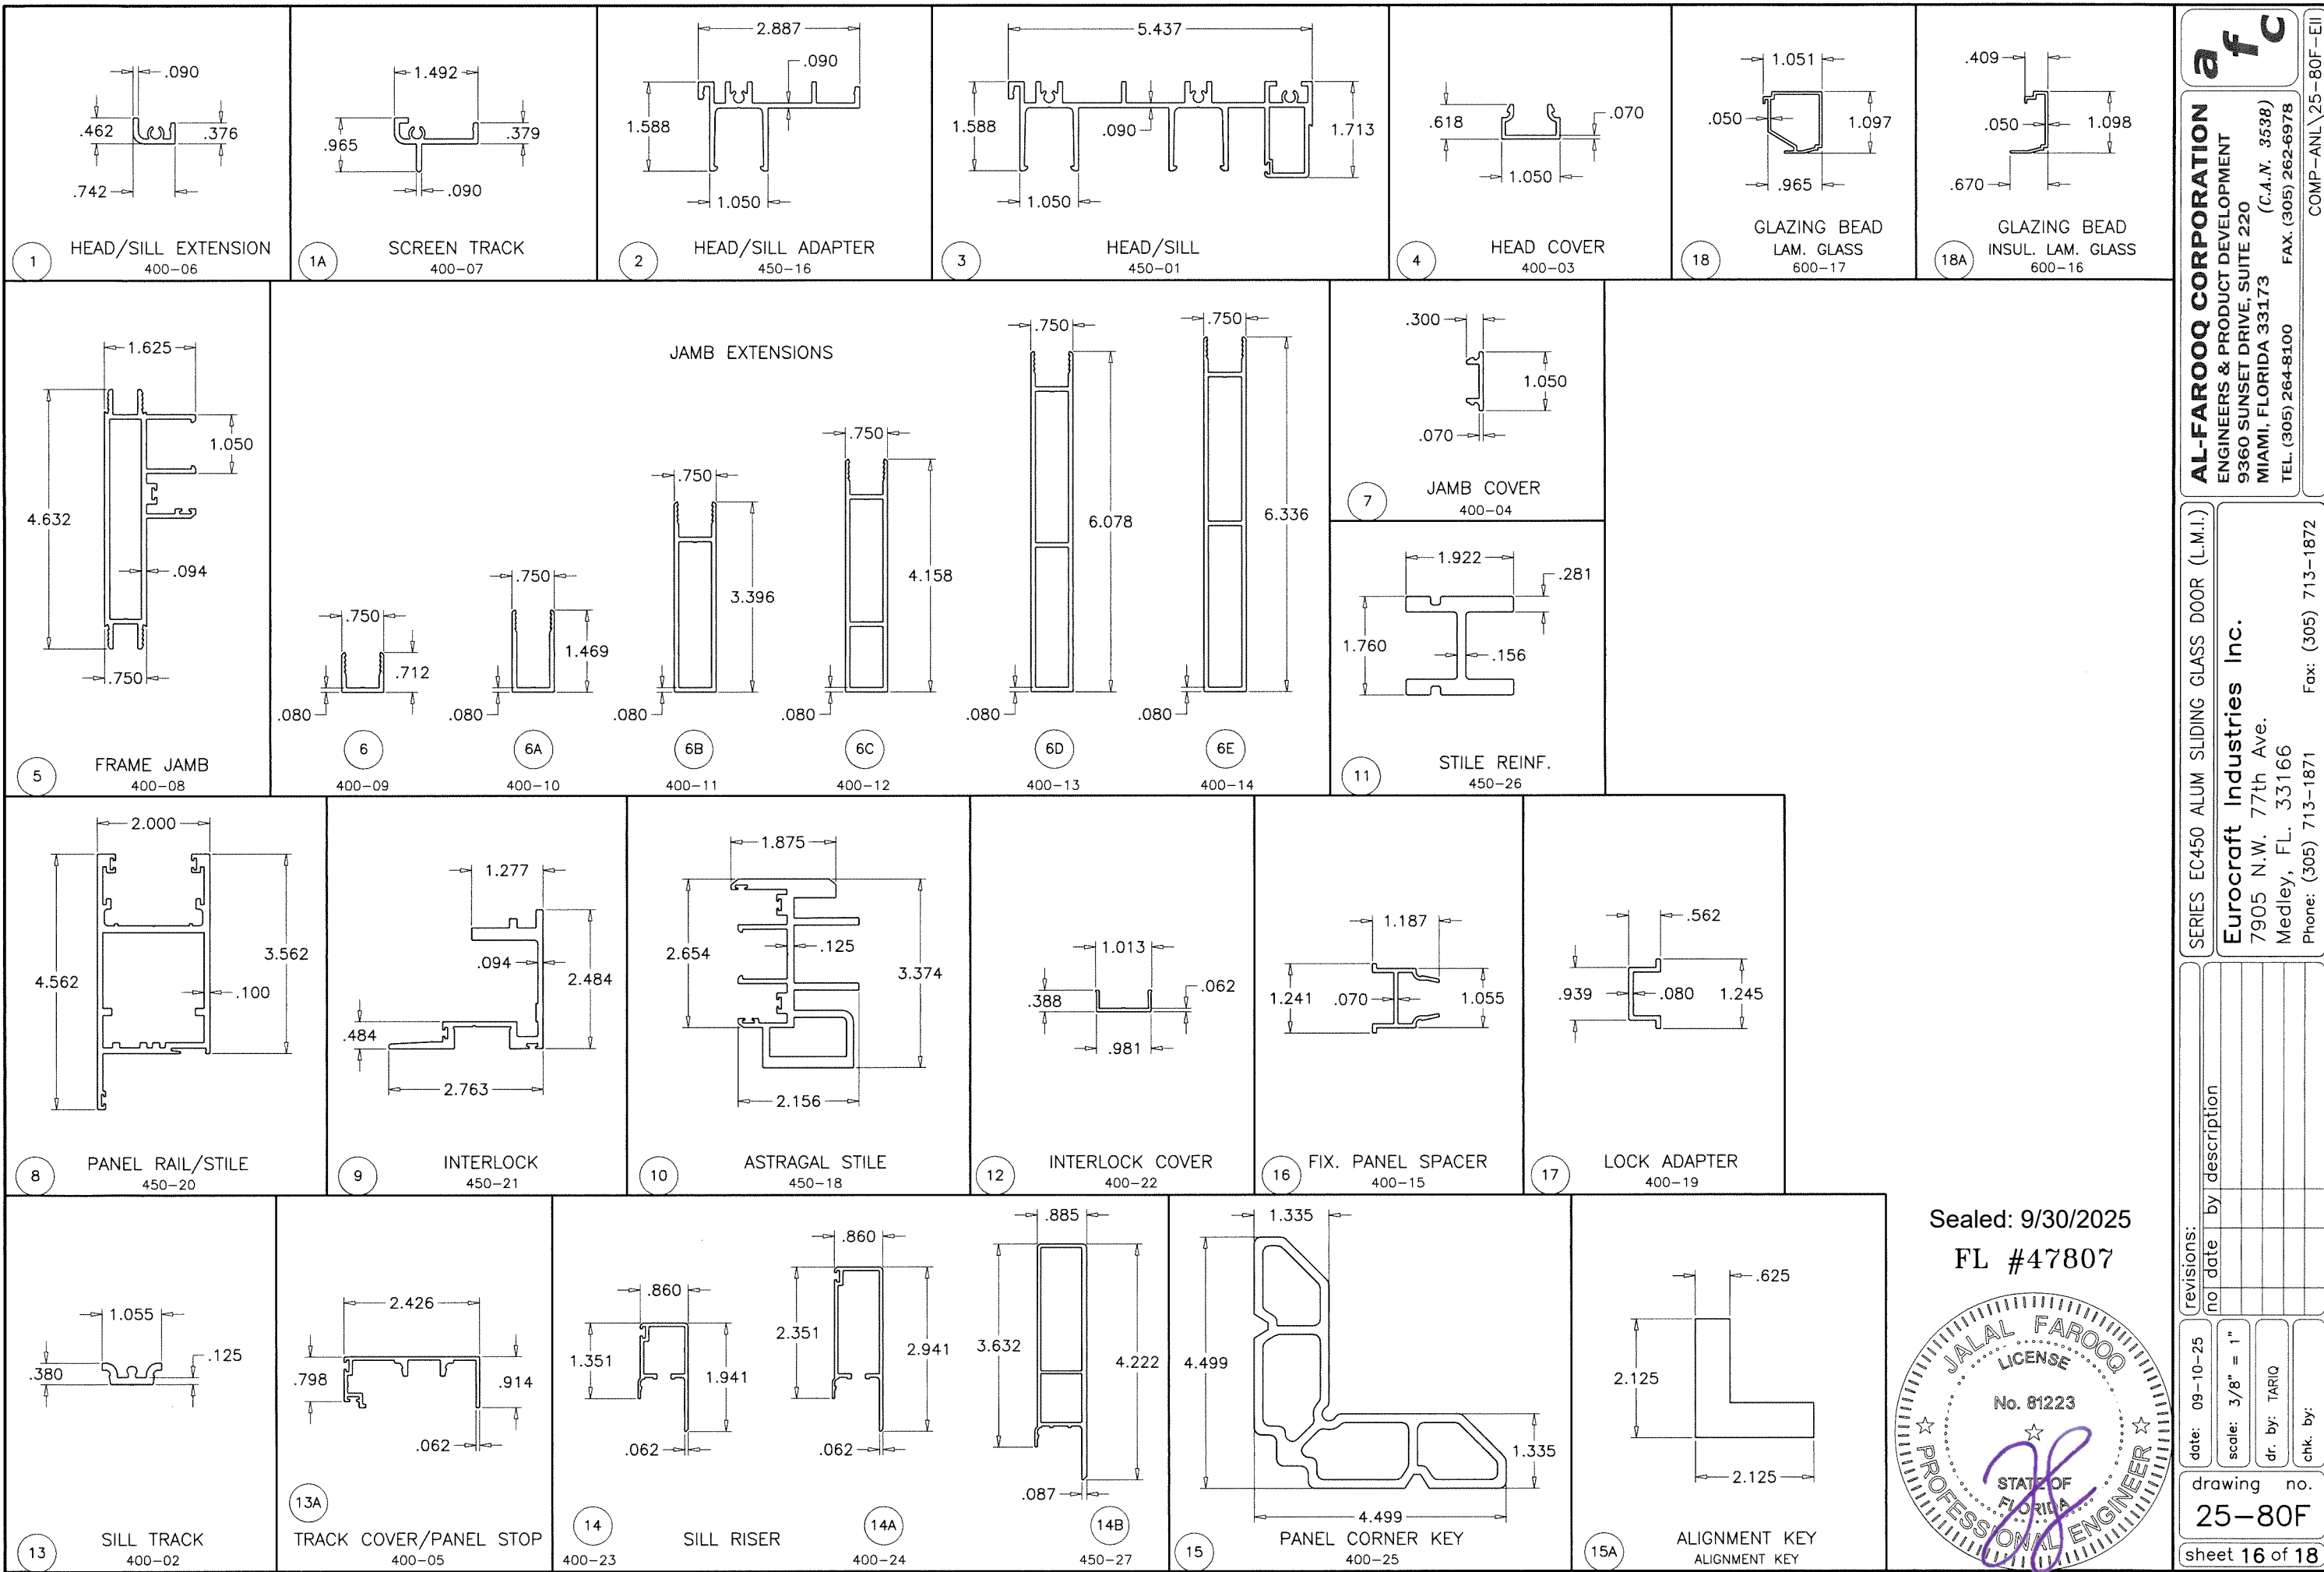 .090
.462
.376
.742
1
HEAD/SILL EXTENSION
400-06
1.492
.965
.379
.090
1A
SCREEN TRACK
400-07
2.887
.090
1.588
1.050
2
HEAD/SILL ADAPTER
450-16
5.437
1.588
.090
1.713
1.050
3
HEAD/SILL
450-01
.618
.070
1.050
4
HEAD COVER
400-03
1.051
.050
1.097
.965
18
GLAZING BEAD
LAM. GLASS
600-17
.409
.050
1.098
.670
18A
GLAZING BEAD
INSUL. LAM. GLASS
600-16
1.625
1.050
4.632
.094
.750
5
FRAME JAMB
400-08
JAMB EXTENSIONS
.750
.712
.080
6
400-09
.750
1.469
.080
6A
400-10
.750
3.396
.080
6B
400-11
.750
4.158
.080
6C
400-12
.750
6.078
.080
6D
400-13
.750
6.336
.080
6E
400-14
.300
1.050
.070
7
JAMB COVER
400-04
1.922
.281
1.760
.156
11
STILE REINF.
450-26
2.000
4.562
3.562
.100
8
PANEL RAIL/STILE
450-20
1.277
.094
2.484
.484
2.763
9
INTERLOCK
450-21
1.875
2.654
.125
3.374
2.156
10
ASTRAGAL STILE
450-18
1.013
.388
.062
.981
12
INTERLOCK COVER
400-22
1.187
1.241
.070
1.055
16
FIX. PANEL SPACER
400-15
.562
.939
.080
1.245
17
LOCK ADAPTER
400-19
1.055
.380
.125
13
SILL TRACK
400-02
2.426
.798
.914
.062
13A
TRACK COVER/PANEL STOP
400-05
.860
1.351
1.941
.062
14
400-23
SILL RISER
.860
2.351
2.941
.062
14A
400-24
.885
3.632
4.222
.087
14B
450-27
1.335
4.499
1.335
4.499
15
PANEL CORNER KEY
400-25
.625
2.125
2.125
15A
ALIGNMENT KEY
ALIGNMENT KEY
Sealed: 9/30/2025
FL #47807
JALAL FAROOQ
LICENSE
No. 81223
STATE OF
FLORIDA
PROFESSIONAL ENGINEER
afc
AL-FAROOQ CORPORATION
ENGINEERS & PRODUCT DEVELOPMENT
9360 SUNSET DRIVE, SUITE 220
MIAMI, FLORIDA 33173 (C.A.N. 3538)
TEL. (305) 264-8100 FAX. (305) 262-6978
COMP-ANL\25-80F-EII
SERIES EC450 ALUM SLIDING GLASS DOOR (L.M.I.)
Eurocraft Industries Inc.
7905 N.W. 77th Ave.
Medley, FL. 33166
Phone: (305) 713-1871 Fax: (305) 713-1872
revisions:
no date by description
date: 09-10-25
scale: 3/8" = 1"
dr. by: TARIQ
chk. by:
drawing no.
25-80F
sheet 16 of 18